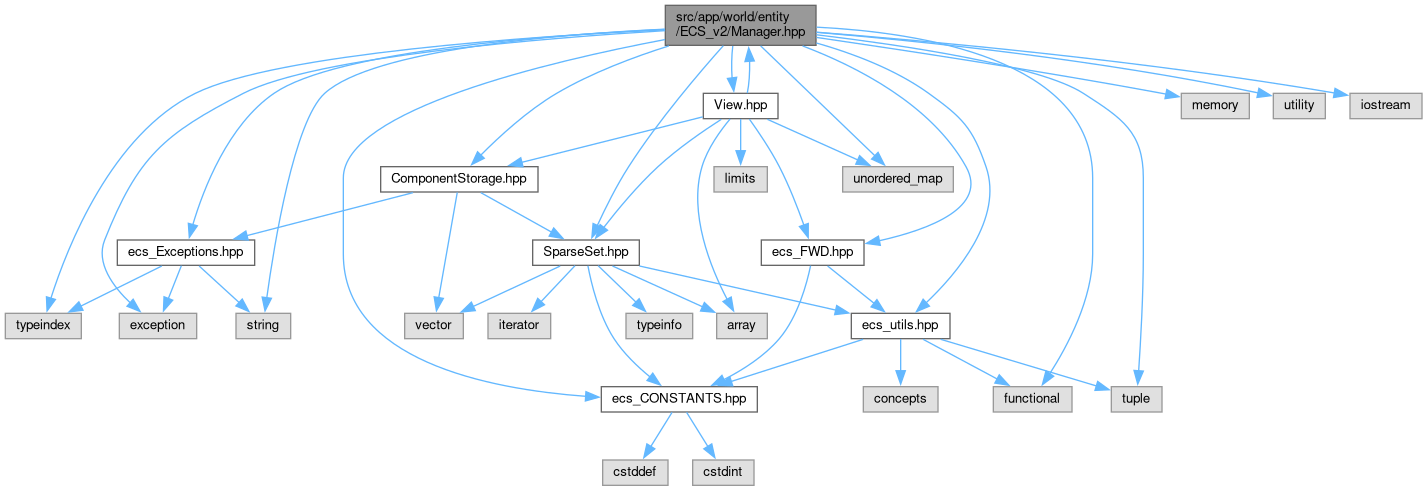 src/app/world/entity
/ECS_v2/Manager.hpp
View.hpp
memory
utility
iostream
ComponentStorage.hpp
limits
unordered_map
ecs_Exceptions.hpp
SparseSet.hpp
ecs_FWD.hpp
typeindex
exception
string
vector
iterator
typeinfo
array
ecs_utils.hpp
ecs_CONSTANTS.hpp
concepts
functional
tuple
cstddef
cstdint